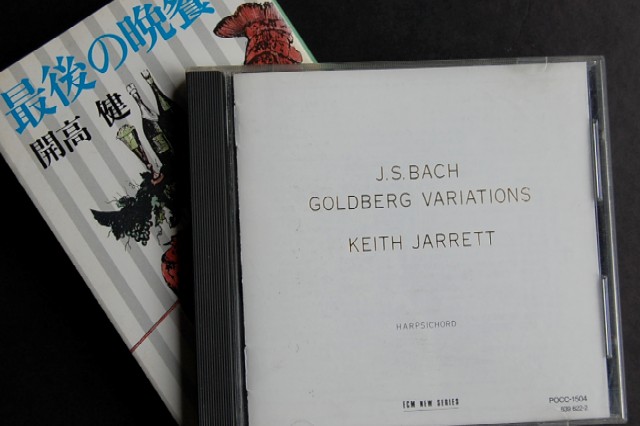 最後の晩餐
開高 健
J.S.BACH
GOLDBERG VARIATIONS
KEITH JARRETT
HARPSICHORD
ECM NEW SERIES
POCC-1504
839 622-2